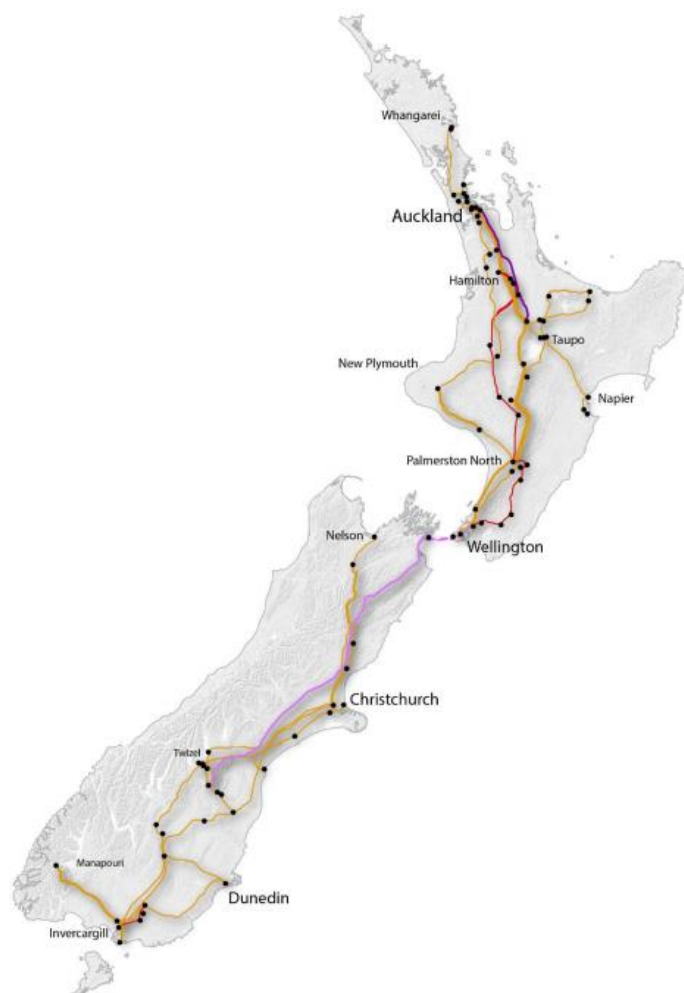 Whangarei
Auckland
Hamilton
Taupo
New Plymouth
Napier
Palmerston North
Nelson
Wellington
Christchurch
Twizel
Manapouri
Dunedin
Invercargill